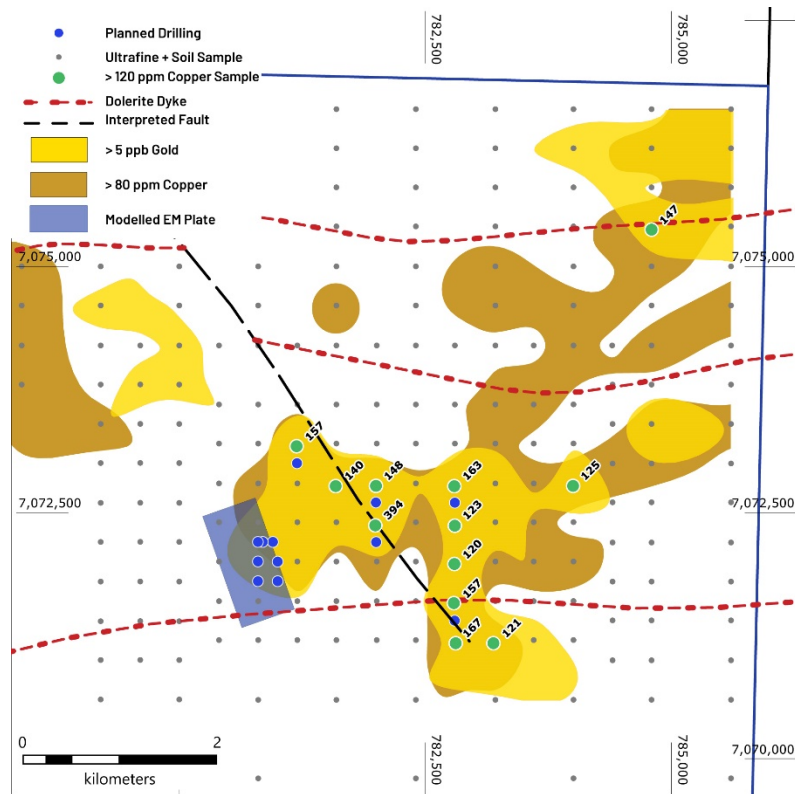 Planned Drilling
Ultrafine + Soil Sample
> 120 ppm Copper Sample
Dolerite Dyke
Interpreted Fault
> 5 ppb Gold
> 80 ppm Copper
Modelled EM Plate
782,500
785,000
147
7,075,000
7,075,000
157
140
148
163
125
394
123
7,072,500
7,072,500
120
157
167
121
0
2
kilometers
782,500
785,000
7,070,000